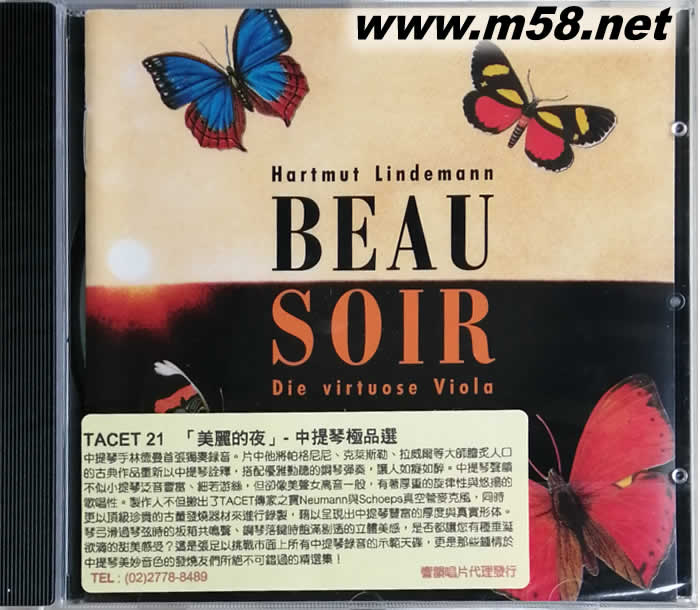 www.m58.net
Hartmut Lindemann
BEAU
SOIR
Die virtuose Viola
TACET 21 「美麗的夜」- 中提琴極品選
中提琴手林德曼首張獨奏錄音。片中他將帕格尼尼、克萊斯勒、拉威爾等大師膾炙人口
的古典作品重新以中提琴詮釋，搭配優雅動聽的鋼琴彈奏，讓人如癡如醉。中提琴聲韻
不似小提琴泛音豐富、細若游絲，但卻像美聲女高音一般，有著厚重的旋律性與悠揚的
歌唱性。製作人不但搬出了TACET傳家之寶Neumann與Schoeps真空管麥克風，同時
更以頂級珍貴的古董發燒器材來進行錄製，藉以呈現出中提琴豐富的厚度與真實形体。
琴弓滑過琴弦時的板箱共鳴聲、鋼琴落鍵時飽滿剔透的立體美感，是否都讓您有種垂涎
欲滴的甜美感受？這是張足以挑戰市面上所有中提琴錄音的示範天碟，更是那些鍾情於
中提琴美妙音色的發燒友們所絕不可錯過的精選集！
TEL : (02)2778-8489 響韻唱片代理發行